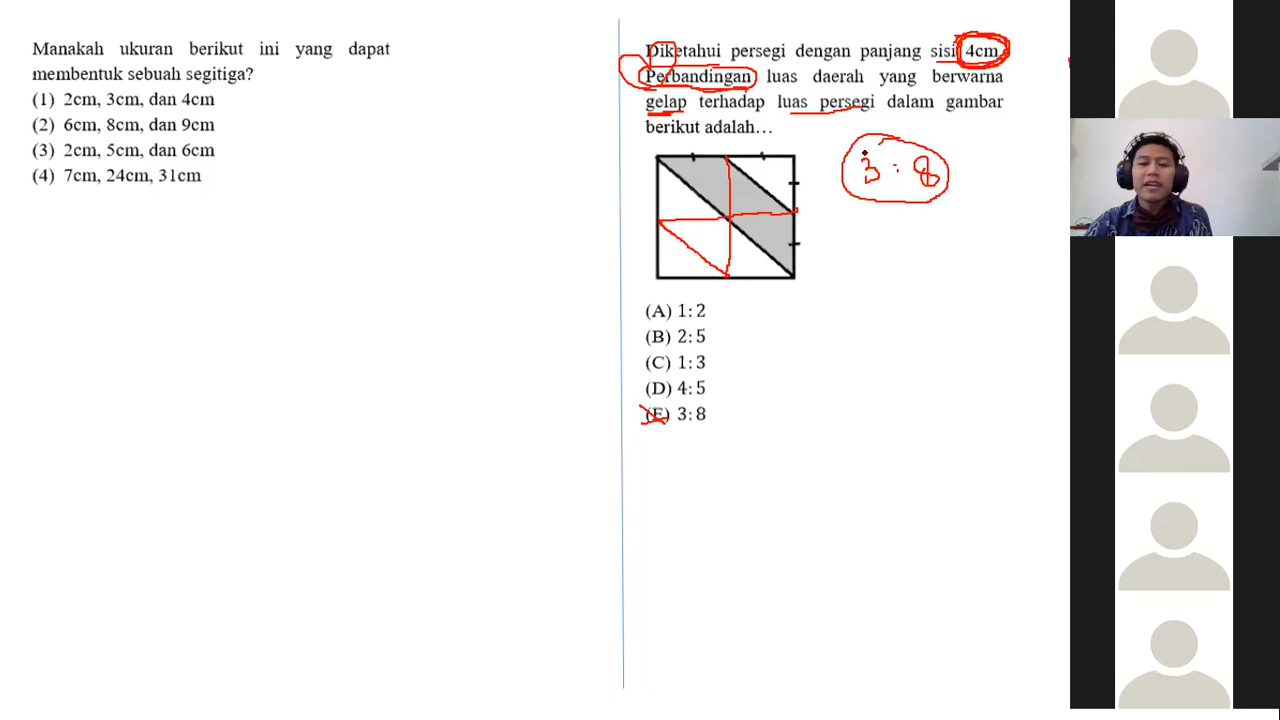 Manakah ukuran berikut ini yang dapat
membentuk sebuah segitiga?
(1) 2cm, 3cm, dan 4cm
(2) 6cm, 8cm, dan 9cm
(3) 2cm, 5cm, dan 6cm
(4) 7cm, 24cm, 31cm
Diketahui persegi dengan panjang sisi 4cm.
Perbandingan luas daerah yang berwarna
gelap terhadap luas persegi dalam gambar
berikut adalah…
3 : 8
(A) 1: 2
(B) 2: 5
(C) 1: 3
(D) 4: 5
(E) 3: 8